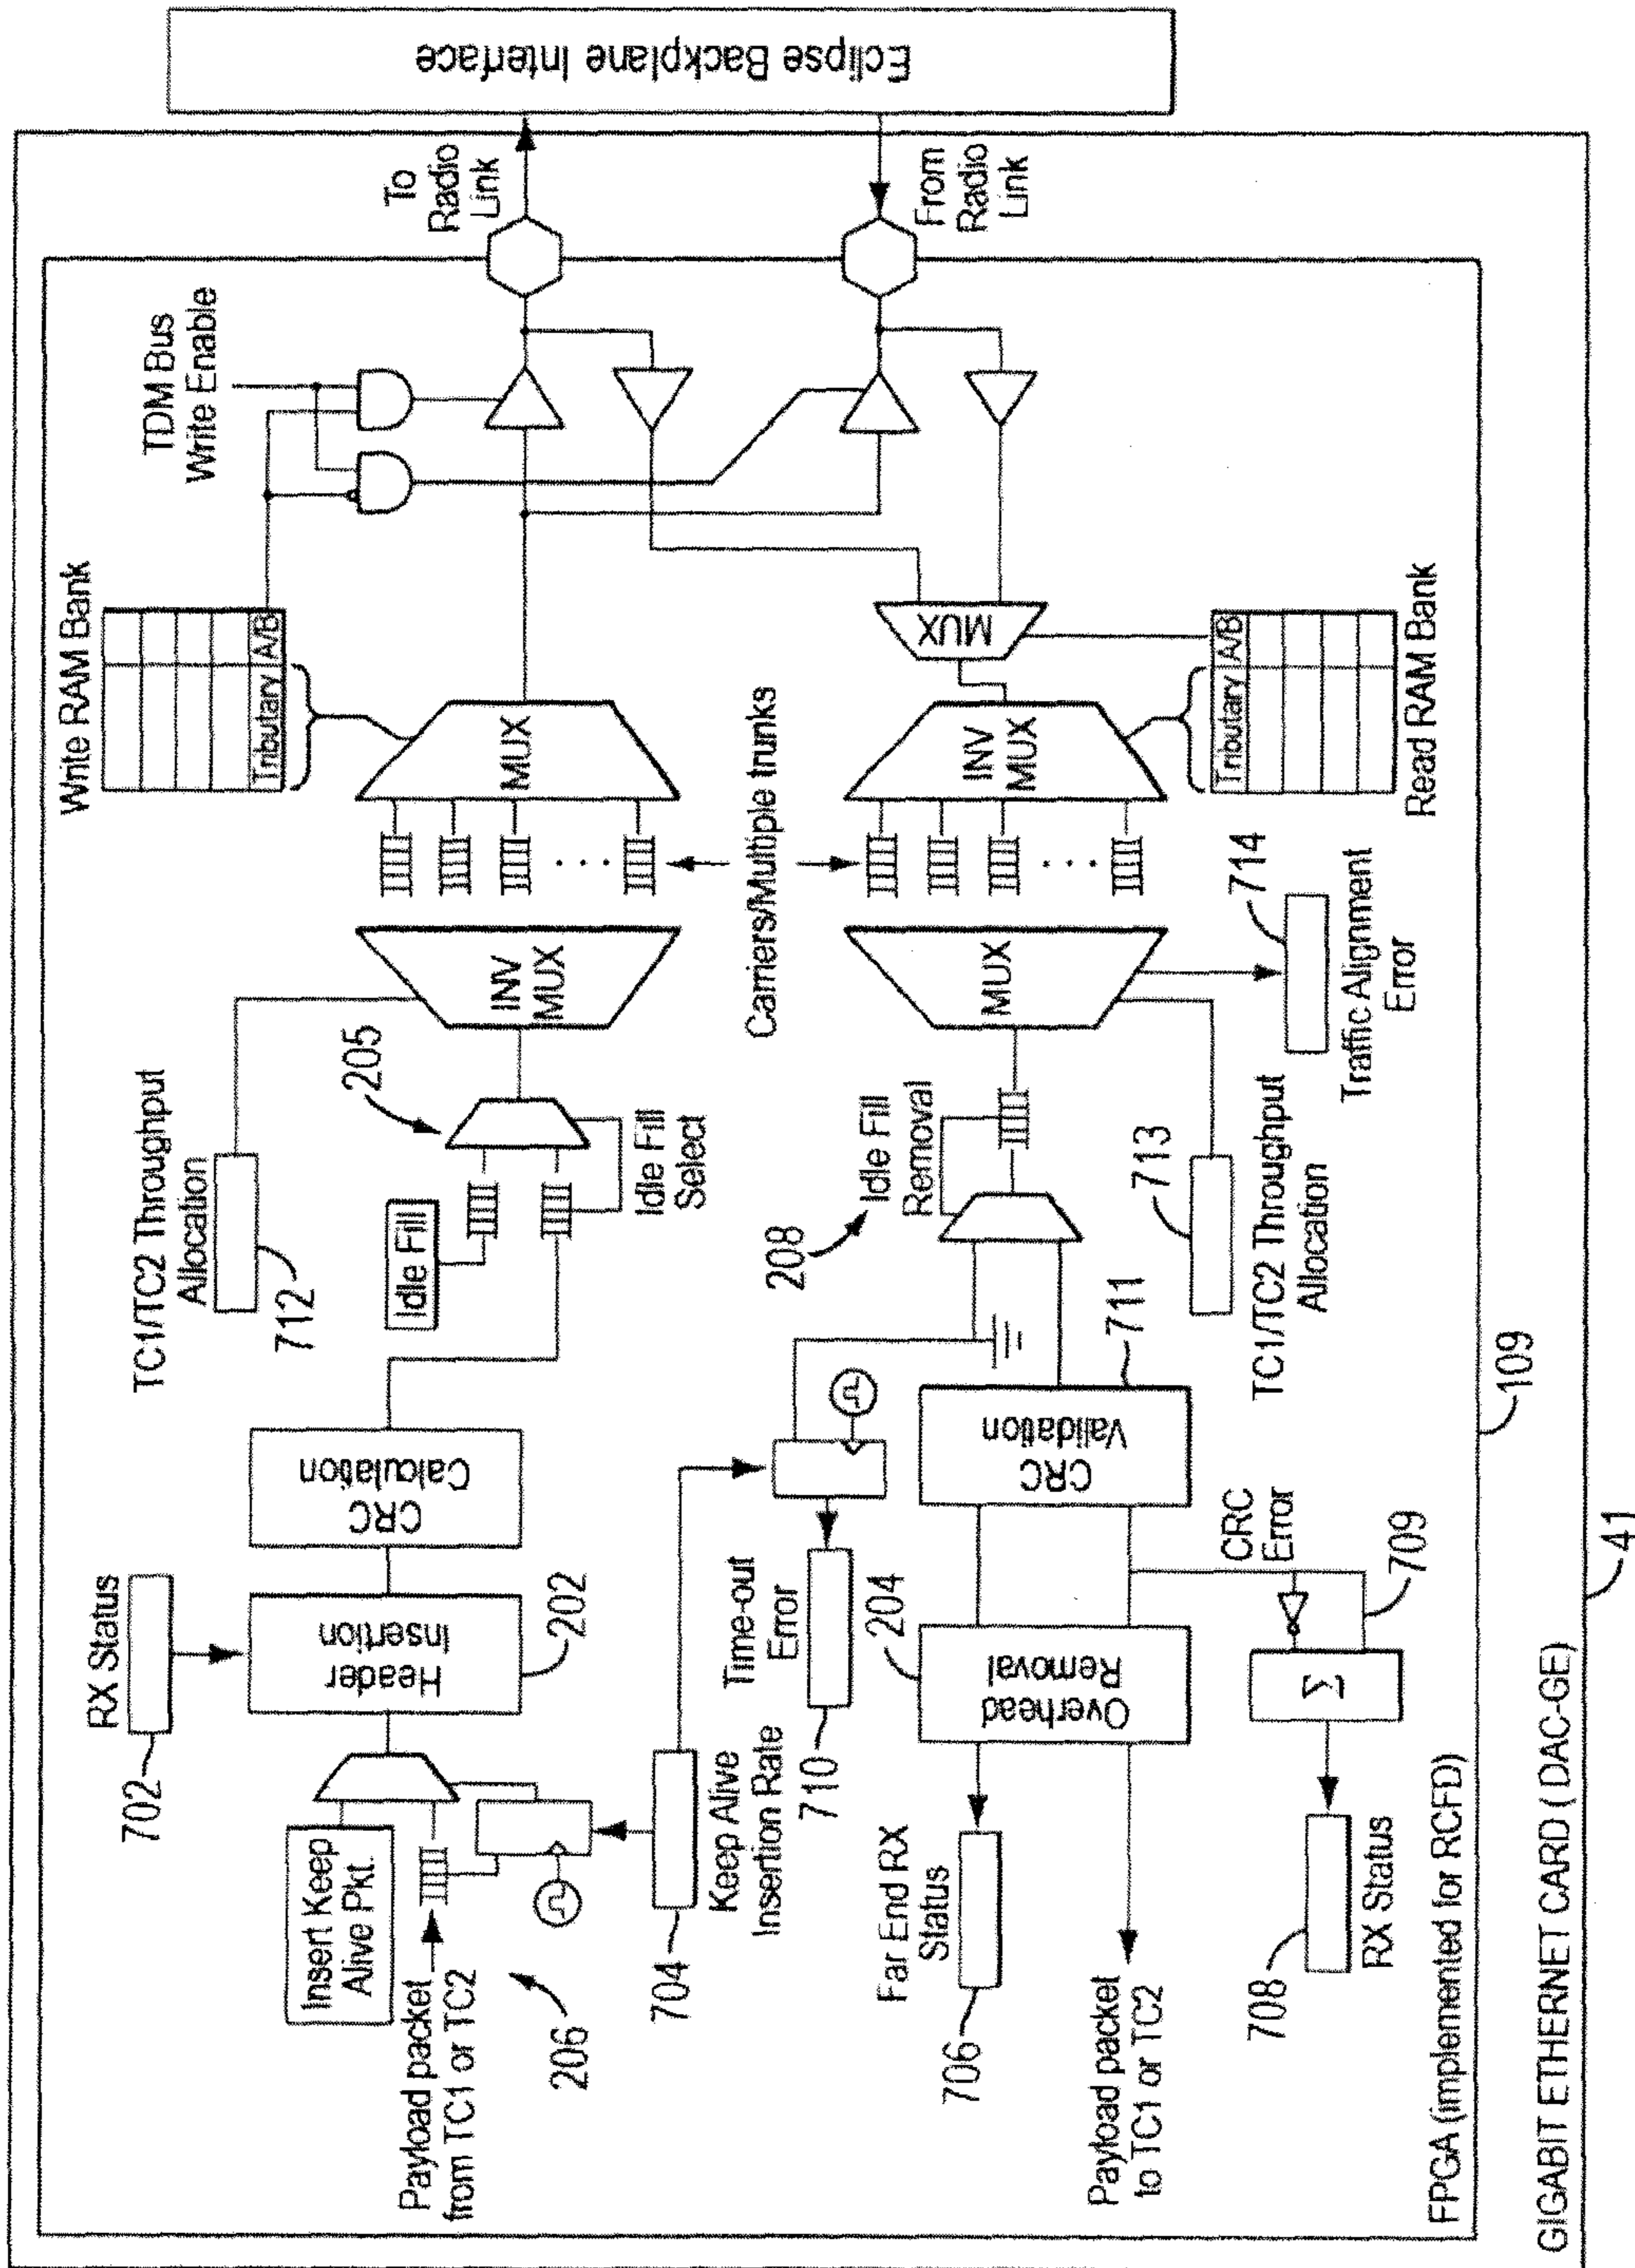 Eclipse Backplane Interface
To
Radio
Link
From
Radio
Link
TDM Bus
Write Enable
Write RAM Bank
Tributary A/B
MUX
MUX
INV
MUX
Tributary A/B
Read RAM Bank
Carriers/Multiple trunks
TC1/TC2 Throughput
Allocation
712
INV
MUX
205
Idle Fill
Idle Fill
Select
MUX
714
Traffic Alignment
Error
Idle Fill
Removal
208
713
TC1/TC2 Throughput
Allocation
RX Status
702
Header
Insertion
202
CRC
Calculation
Insert Keep
Alive Pkt.
Payload packet
from TC1 or TC2
206
704
Keep Alive
Insertion Rate
Time-out
Error
710
CRC
Validation
711
Overhead
Removal
204
CRC
Error
709
Σ
Far End RX
Status
706
Payload packet
to TC1 or TC2
708
RX Status
FPGA (implemented for RCFD)
109
GIGABIT ETHERNET CARD (DAC-GE)
41